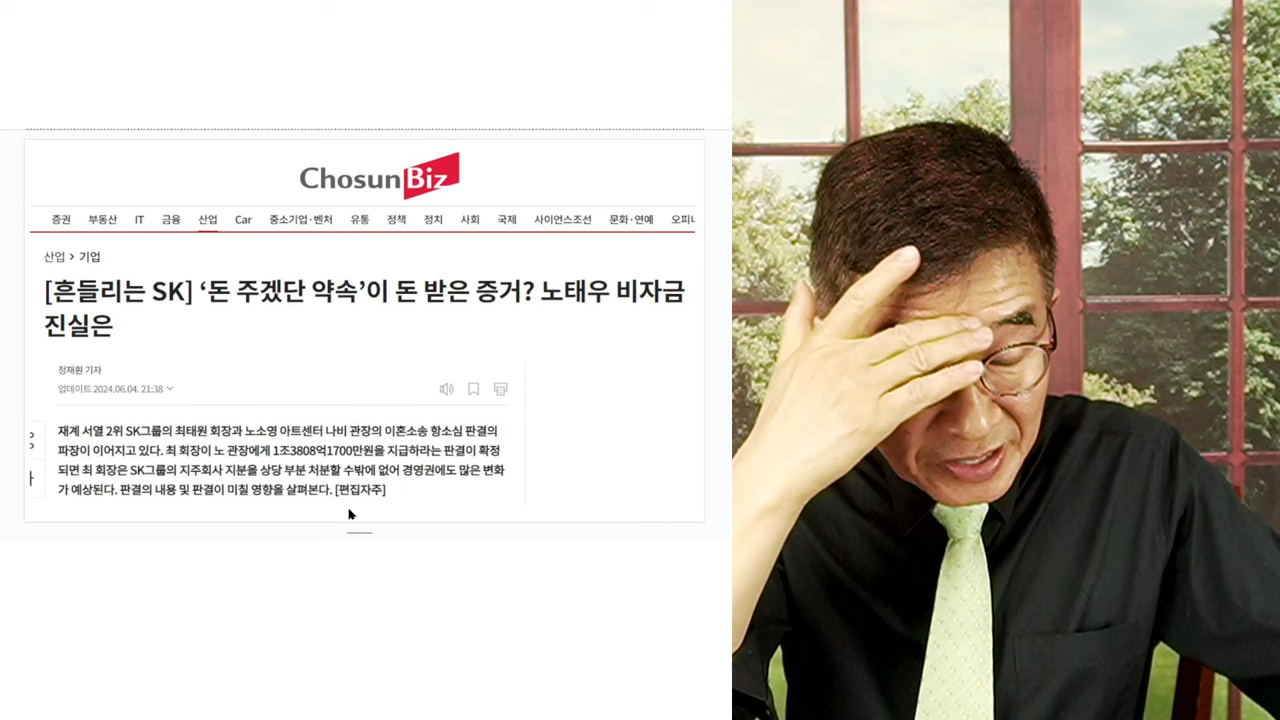 ChosunBiz
증권 부동산 IT 금융 산업 Car 중소기업·벤처 유통 정책 정치 사회 국제 사이언스조선 문화·연예 오피니
산업 > 기업
[흔들리는 SK] ‘돈 주겠단 약속’이 돈 받은 증거? 노태우 비자금
진실은
정재훤 기자
업데이트 2024.06.04. 21:38
재계 서열 2위 SK그룹의 최태원 회장과 노소영 아트센터 나비 관장의 이혼소송 항소심 판결의
파장이 이어지고 있다. 최 회장이 노 관장에게 1조3808억1700만원을 지급하라는 판결이 확정
되면 최 회장은 SK그룹의 지주회사 지분을 상당 부분 처분할 수밖에 없어 경영권에도 많은 변화
가 예상된다. 판결의 내용 및 판결이 미칠 영향을 살펴본다. [편집자주]